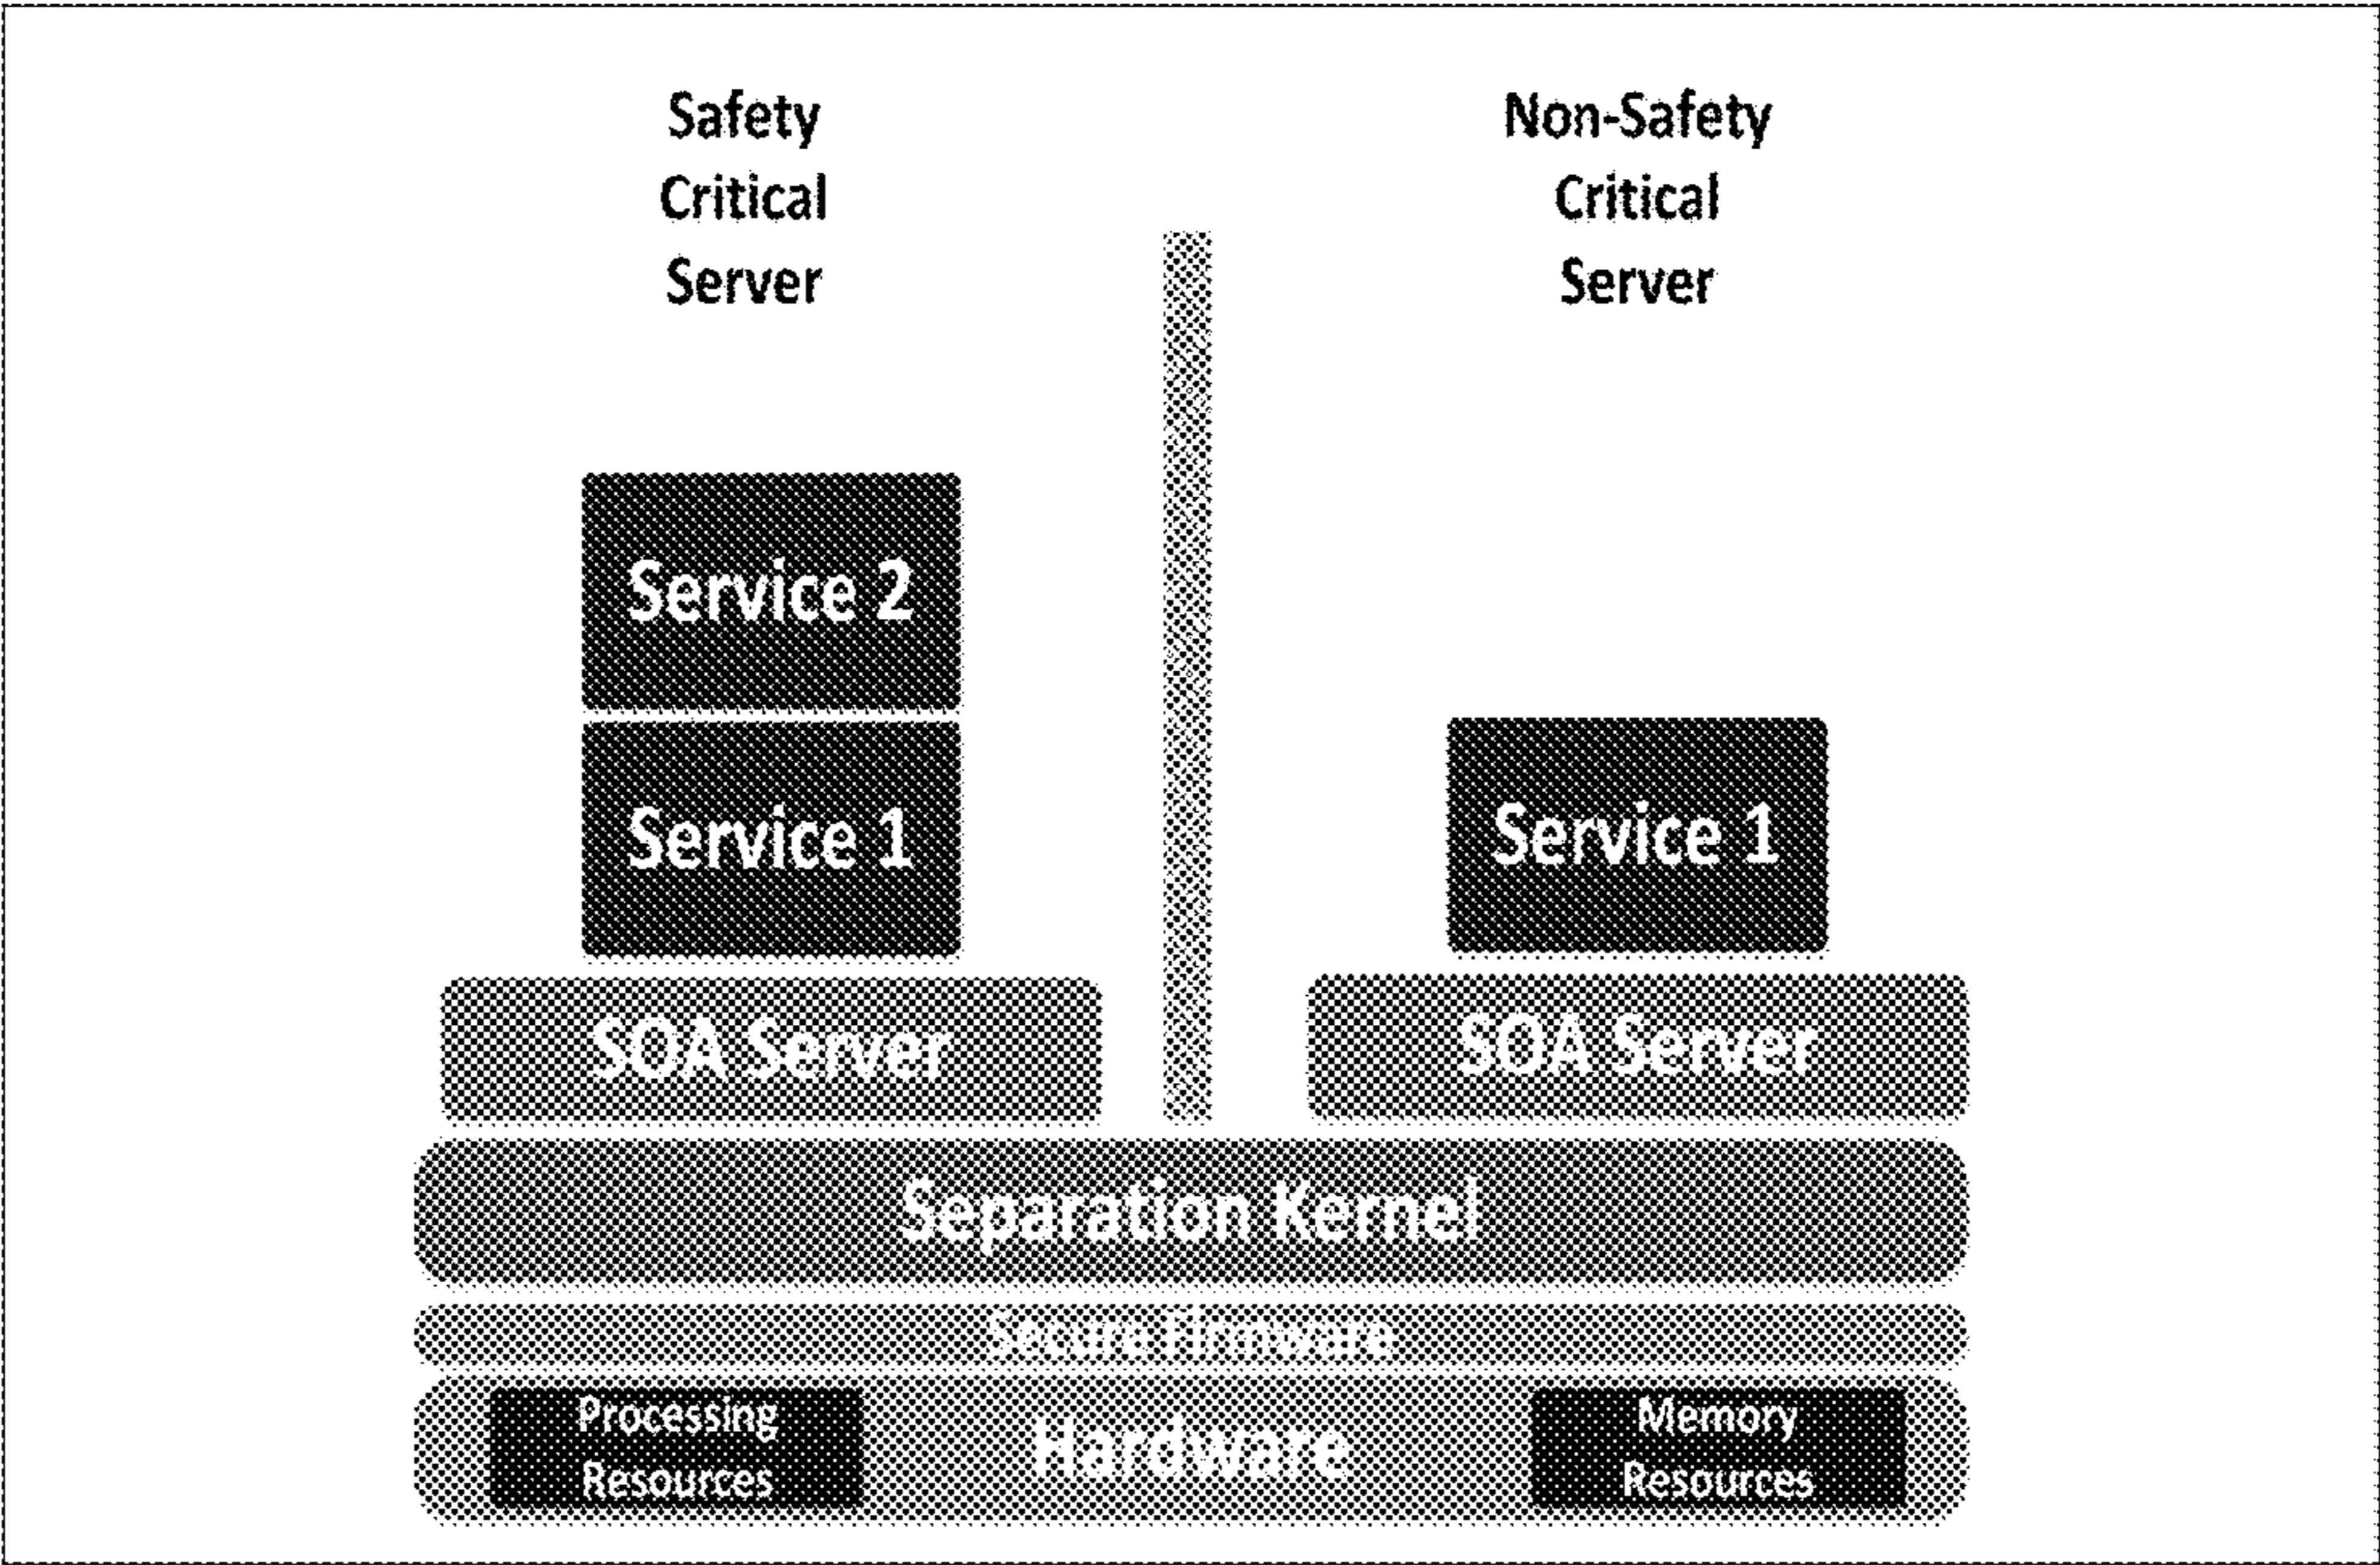 Safety
Critical
Server
Non-Safety
Critical
Server
Service 2
Service 1
Service 1
SOA Server
SOA Server
Separation Kernel
Secure Firmware
Processing
Resources
Hardware
Memory
Resources